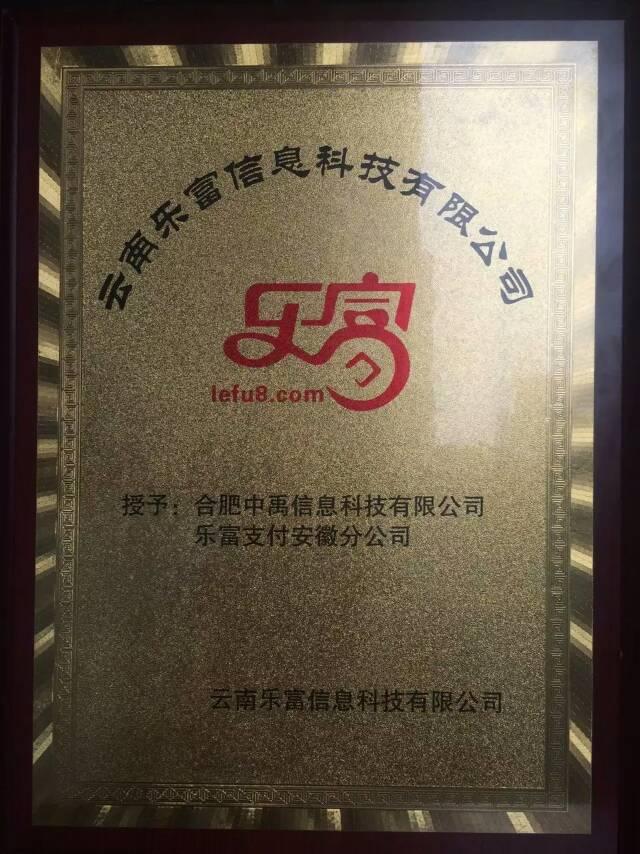 云南乐富信息科技有限公司
乐富
lefu8.com
授予：合肥中禹信息科技有限公司
乐富支付安徽分公司
云南乐富信息科技有限公司